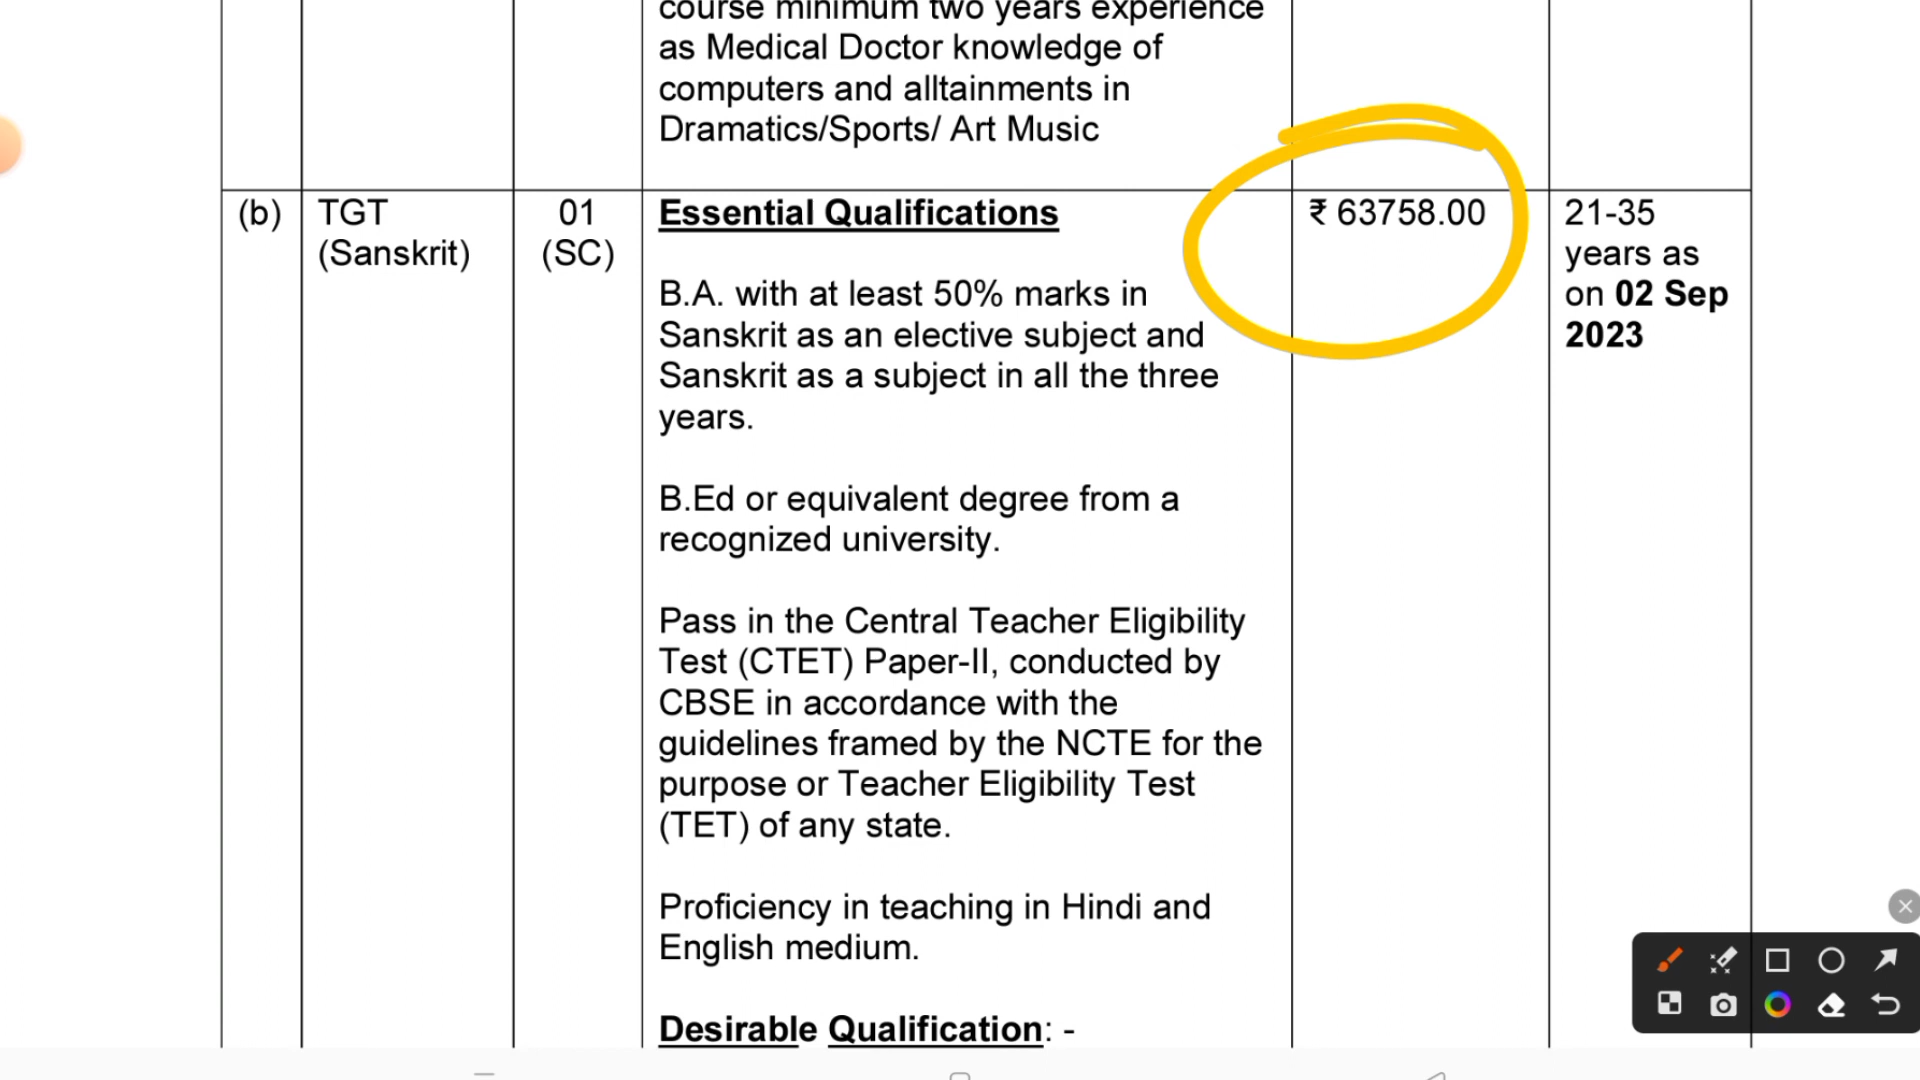 course minimum two years experience
as Medical Doctor knowledge of
computers and alltainments in
Dramatics/Sports/ Art Music
(b)
TGT
(Sanskrit)
01
(SC)
Essential Qualifications
B.A. with at least 50% marks in
Sanskrit as an elective subject and
Sanskrit as a subject in all the three
years.
B.Ed or equivalent degree from a
recognized university.
Pass in the Central Teacher Eligibility
Test (CTET) Paper-II, conducted by
CBSE in accordance with the
guidelines framed by the NCTE for the
purpose or Teacher Eligibility Test
(TET) of any state.
Proficiency in teaching in Hindi and
English medium.
Desirable Qualification: -
₹ 63758.00
21-35
years as
on 02 Sep
2023